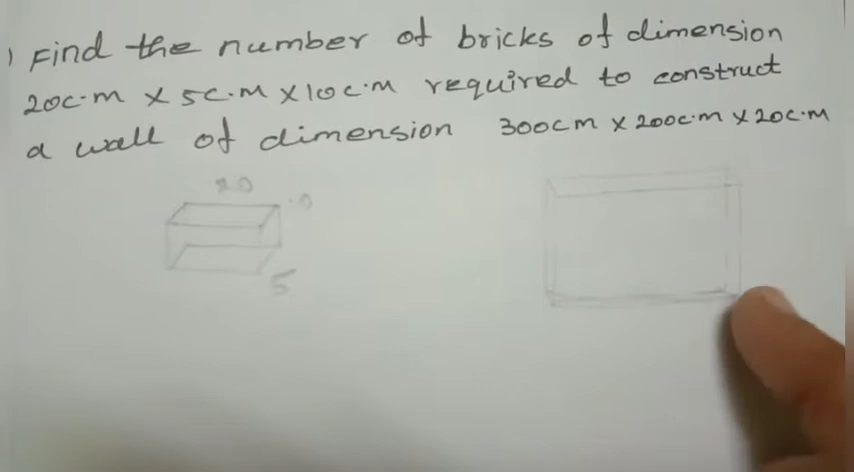 1) Find the number of bricks of dimension
20c.m x 5c.m x 10c.m required to construct
a wall of dimension 300cm x 200c.m x 20c.m
20
5